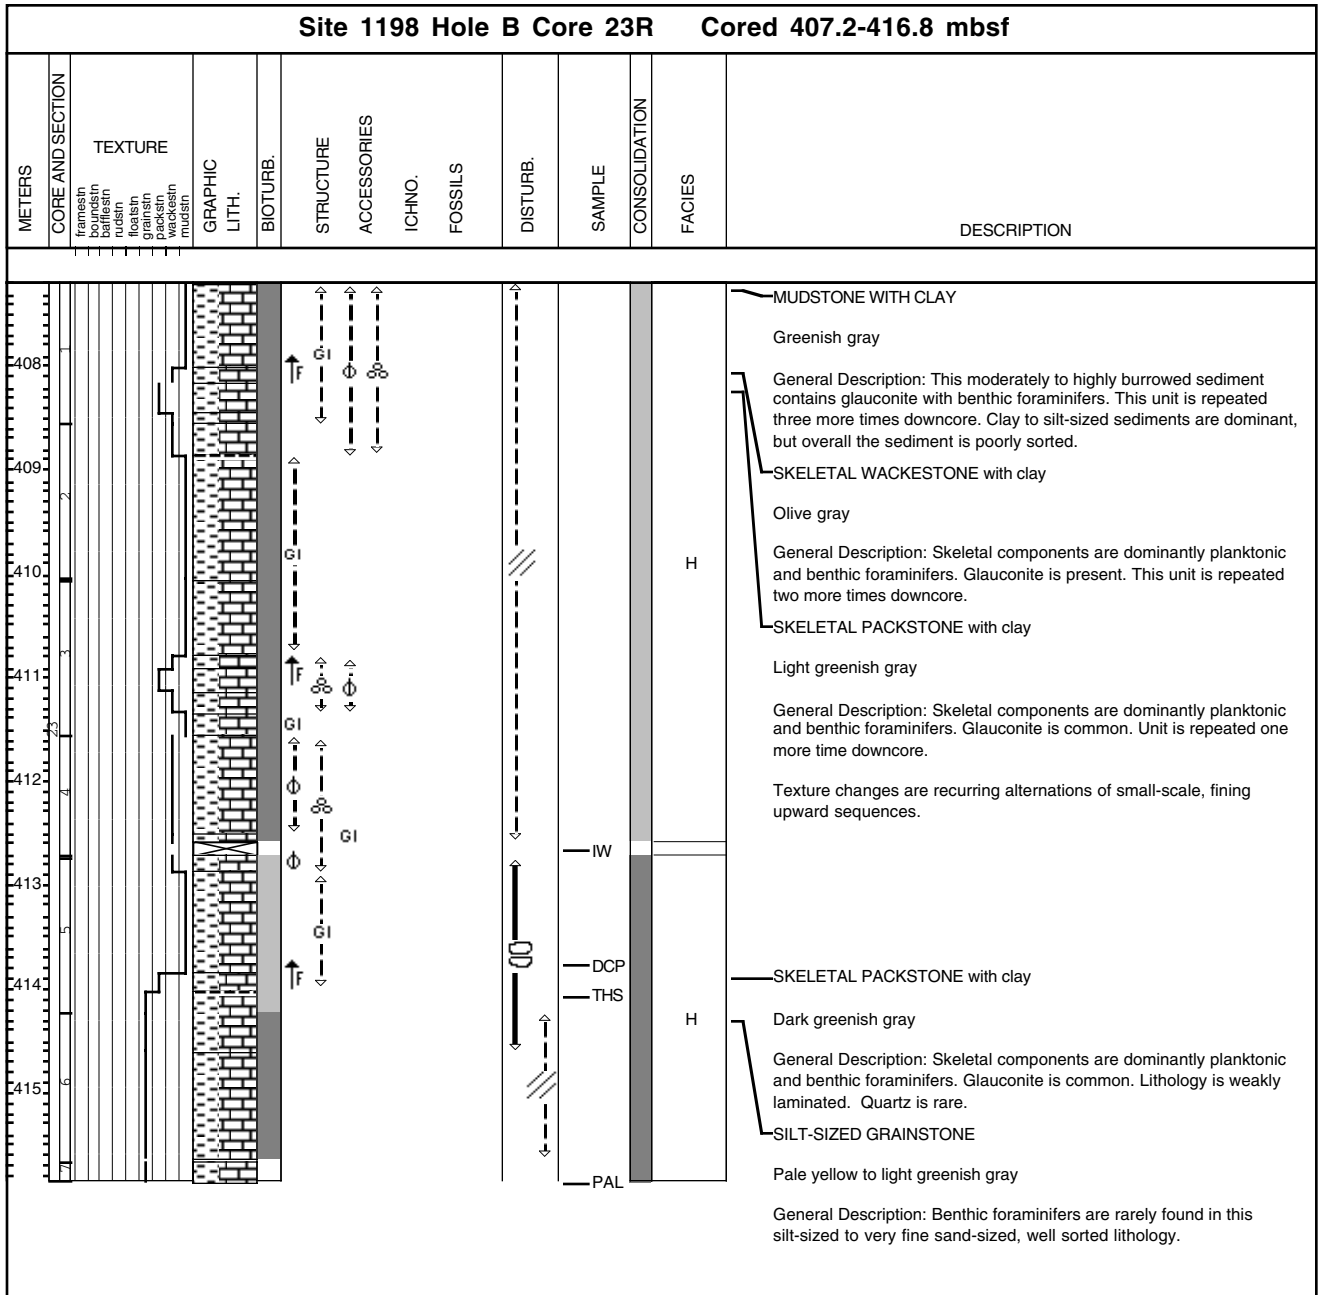 Site 1198 Hole B Core 23R Cored 407.2-416.8 mbsf
METERS
CORE AND SECTION
TEXTURE
framestn
boundstn
bafflestn
rudstn
floatstn
grainstn
packstn
wackestn
mudstn
GRAPHIC
LITH.
BIOTURB.
STRUCTURE
ACCESSORIES
ICHNO.
FOSSILS
DISTURB.
SAMPLE
CONSOLIDATION
FACIES
DESCRIPTION
MUDSTONE WITH CLAY
Greenish gray
General Description: This moderately to highly burrowed sediment
contains glauconite with benthic foraminifers. This unit is repeated
three more times downcore. Clay to silt-sized sediments are dominant,
but overall the sediment is poorly sorted.
SKELETAL WACKESTONE with clay
Olive gray
General Description: Skeletal components are dominantly planktonic
and benthic foraminifers. Glauconite is present. This unit is repeated
two more times downcore.
SKELETAL PACKSTONE with clay
Light greenish gray
General Description: Skeletal components are dominantly planktonic
and benthic foraminifers. Glauconite is common. Unit is repeated one
more time downcore.
Texture changes are recurring alternations of small-scale, fining
upward sequences.
SKELETAL PACKSTONE with clay
Dark greenish gray
General Description: Skeletal components are dominantly planktonic
and benthic foraminifers. Glauconite is common. Lithology is weakly
laminated. Quartz is rare.
SILT-SIZED GRAINSTONE
Pale yellow to light greenish gray
General Description: Benthic foraminifers are rarely found in this
silt-sized to very fine sand-sized, well sorted lithology.
408
409
410
411
412
413
414
415
1
2
3
23
4
5
6
7
F
GI
GI
F
GI
GI
GI
F
IW
DCP
THS
PAL
H
H